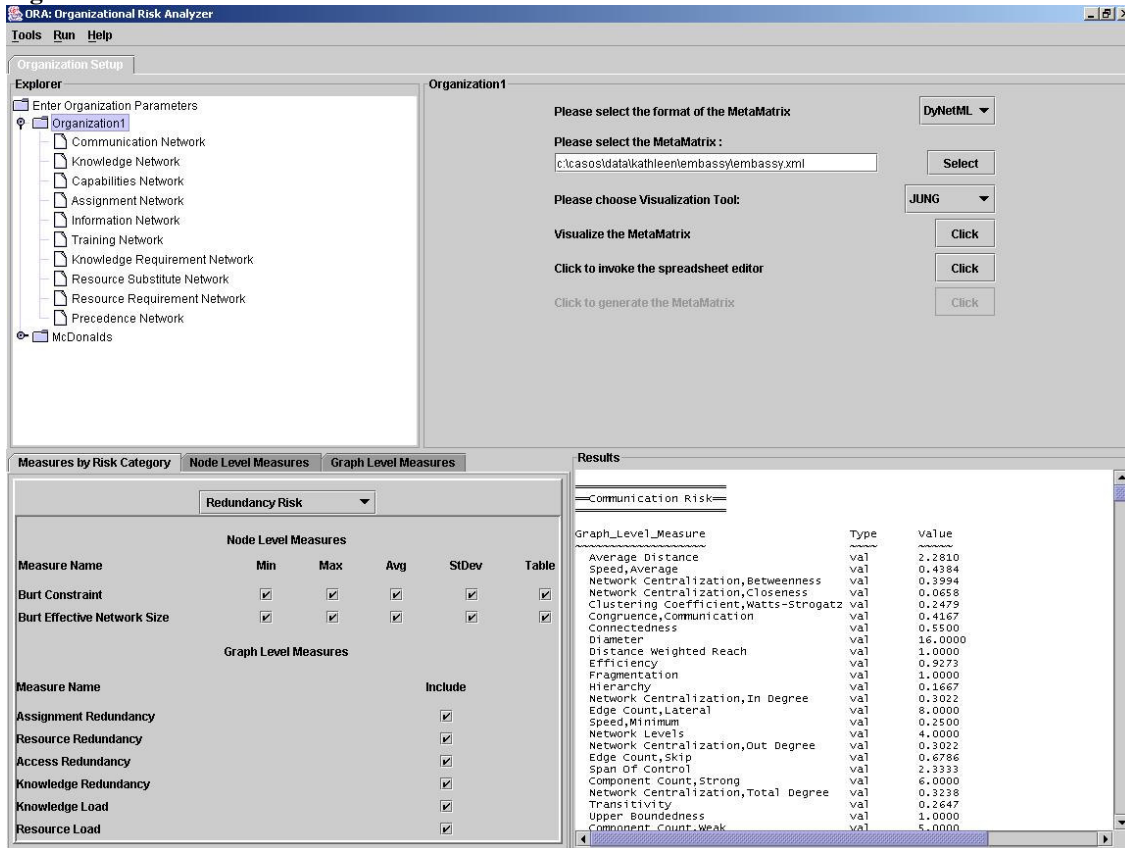 ORA: Organizational Risk Analyzer
Tools Run Help
Organization Setup
Explorer
Enter Organization Parameters
Organization1
Communication Network
Knowledge Network
Capabilities Network
Assignment Network
Information Network
Training Network
Knowledge Requirement Network
Resource Substitute Network
Resource Requirement Network
Precedence Network
McDonalds
Organization1
Please select the format of the MetaMatrix DyNetML
Please select the MetaMatrix :
c:\casos\data\kathleen\embassy\embassy.xml Select
Please choose Visualization Tool: JUNG
Visualize the MetaMatrix Click
Click to invoke the spreadsheet editor Click
Click to generate the MetaMatrix Click
Measures by Risk Category Node Level Measures Graph Level Measures
Redundancy Risk
Node Level Measures
Measure Name Min Max Avg StDev Table
Burt Constraint
Burt Effective Network Size
Graph Level Measures
Measure Name Include
Assignment Redundancy
Resource Redundancy
Access Redundancy
Knowledge Redundancy
Knowledge Load
Resource Load
Results
==Communication Risk==
Graph_Level_Measure Type Value
Average Distance val 2.2810
Speed,Average val 0.4384
Network Centralization,Betweenness val 0.3994
Network Centralization,Closeness val 0.0658
Clustering Coefficient,Watts-Strogatz val 0.2479
Congruence,Communication val 0.4167
Connectedness val 0.5500
Diameter val 16.0000
Distance Weighted Reach val 1.0000
Efficiency val 0.9273
Fragmentation val 1.0000
Hierarchy val 0.1667
Network Centralization,In Degree val 0.3022
Edge Count,Lateral val 8.0000
Speed,Minimum val 0.2500
Network Levels val 4.0000
Network Centralization,Out Degree val 0.3022
Edge Count,Skip val 0.6786
Span Of Control val 2.3333
Component Count,Strong val 6.0000
Network Centralization,Total Degree val 0.3238
Transitivity val 0.2647
Upper Boundedness val 1.0000
Component Count,Weak val 5.0000